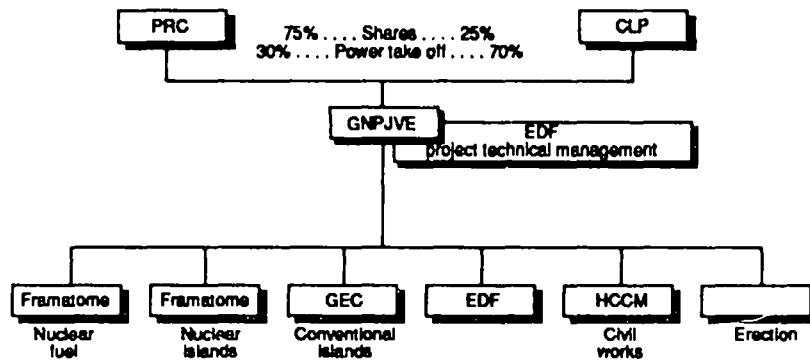 PRC
75% .... Shares .... 25%
30% .... Power take off .... 70%
CLP
GNPJVE
EDF
project technical management
Framatome
Nuclear
fuel
Framatome
Nuclear
islands
GEC
Conventional
islands
EDF
HCCM
Civil
works
Erection